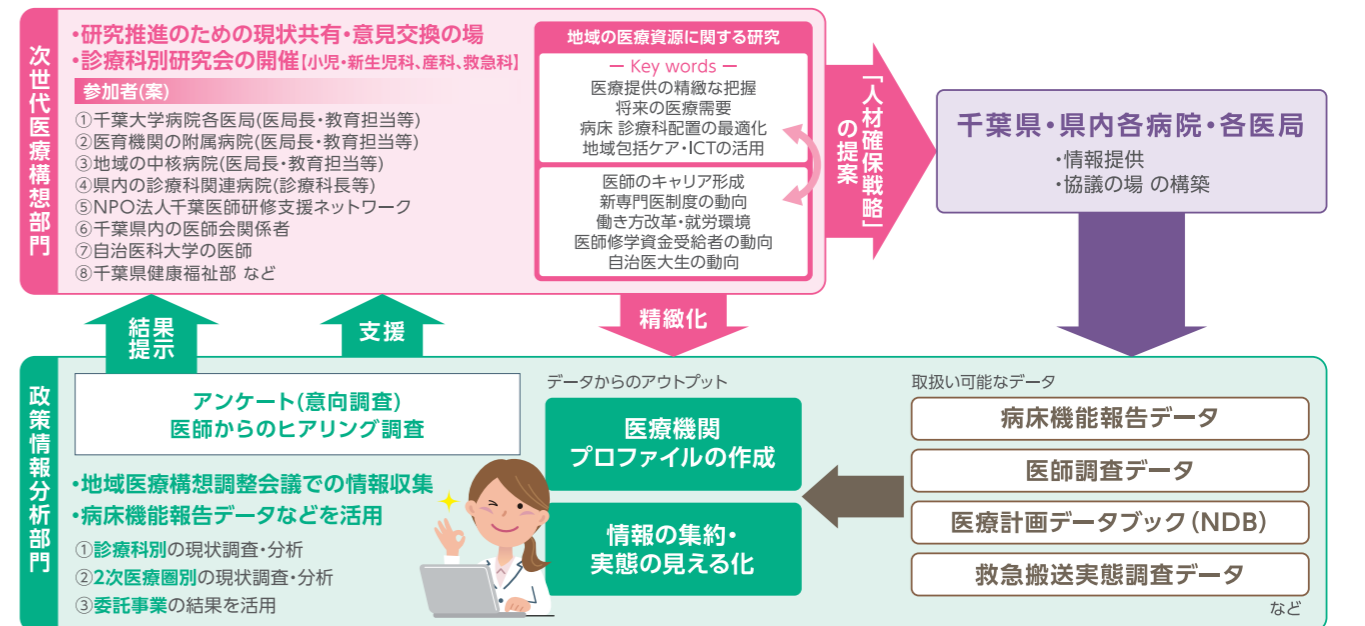 次世代医療構想部門
・研究推進のための現状共有・意見交換の場
・診療科別研究会の開催【小児・新生児科、産科、救急科】
参加者(案)
①千葉大学病院各医局(医局長・教育担当等)
②医育機関の附属病院(医局長・教育担当等)
③地域の中核病院(医局長・教育担当等)
④県内の診療科関連病院(診療科長等)
⑤NPO法人千葉医師研修支援ネットワーク
⑥千葉県内の医師会関係者
⑦自治医科大学の医師
⑧千葉県健康福祉部 など
地域の医療資源に関する研究
ー Key words ー
医療提供の精緻な把握
将来の医療需要
病床 診療科配置の最適化
地域包括ケア・ICTの活用
医師のキャリア形成
新専門医制度の動向
働き方改革・就労環境
医師修学資金受給者の動向
自治医大生の動向
「人材確保戦略」
の提案
千葉県・県内各病院・各医局
・情報提供
・協議の場 の構築
結果
提示
支援
精緻化
政策情報分析部門
アンケート(意向調査)
医師からのヒアリング調査
・地域医療構想調整会議での情報収集
・病床機能報告データなどを活用
①診療科別の現状調査・分析
②2次医療圏別の現状調査・分析
③委託事業の結果を活用
データからのアウトプット
医療機関
プロファイルの作成
情報の集約・
実態の見える化
取扱い可能なデータ
病床機能報告データ
医師調査データ
医療計画データブック(NDB)
救急搬送実態調査データ
など